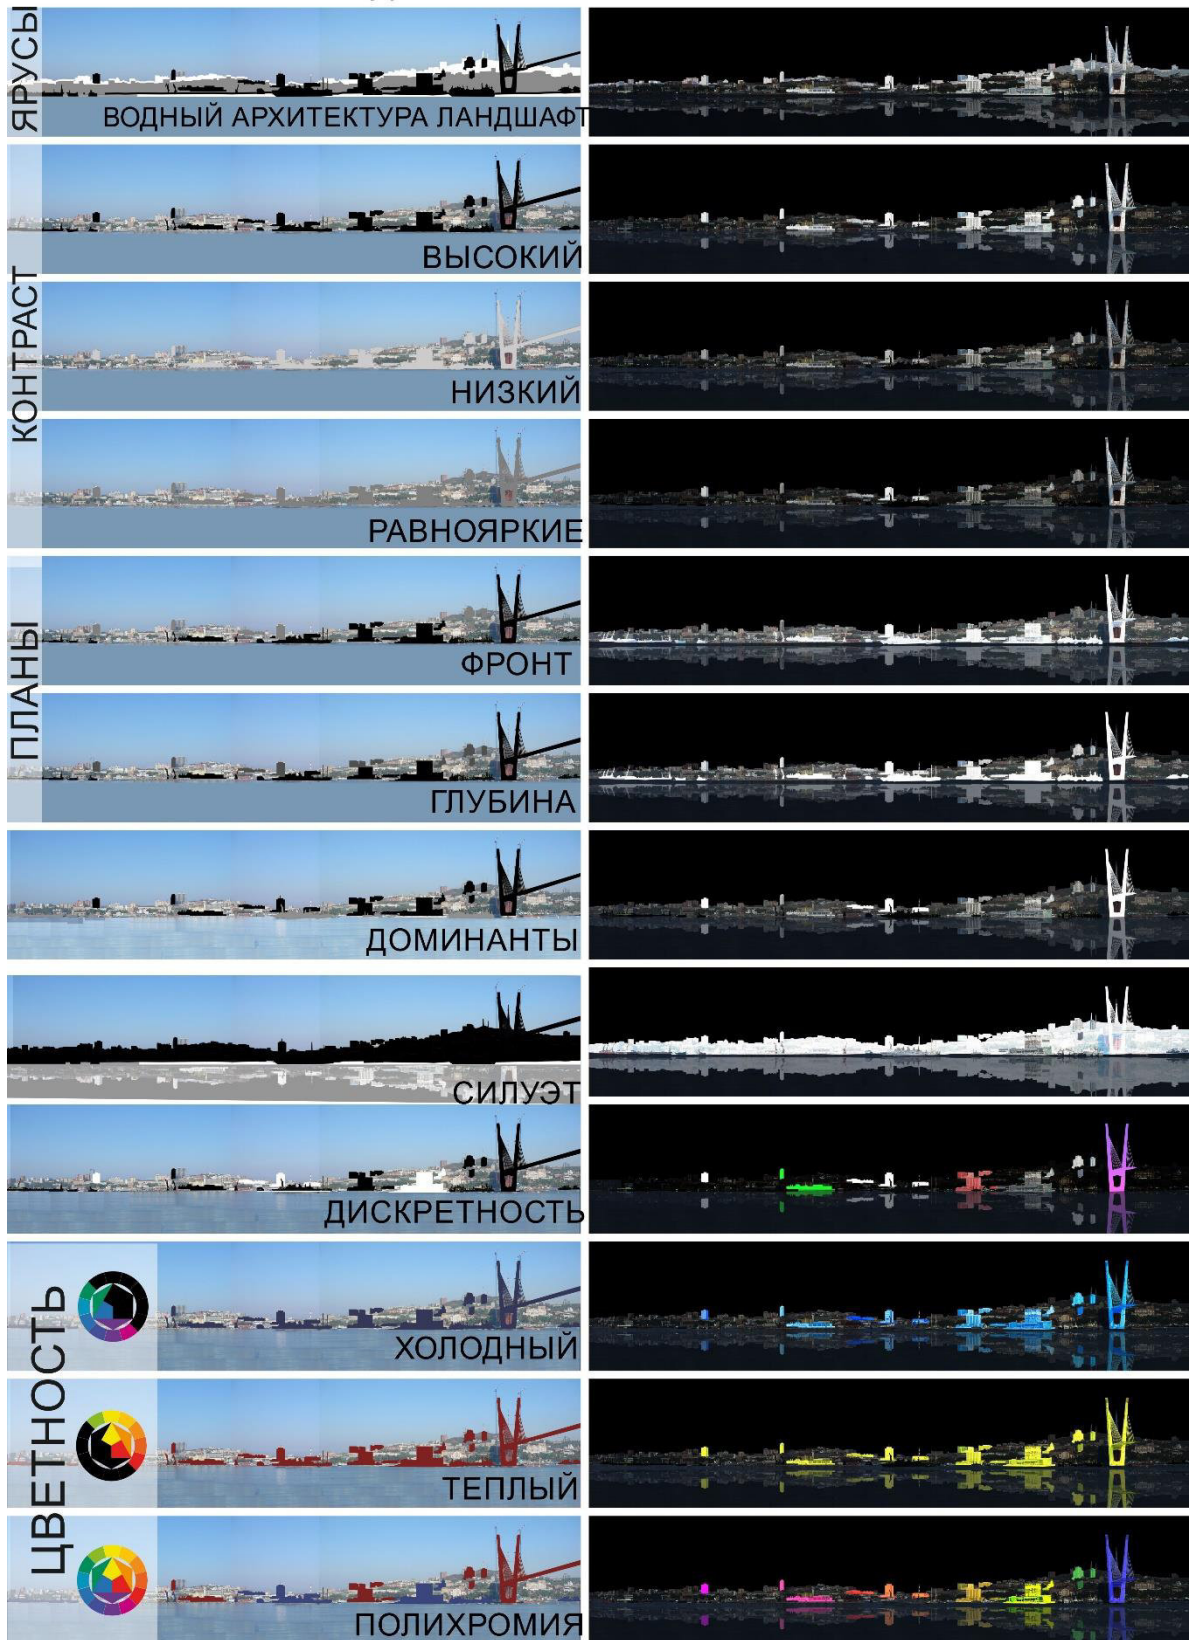 ЯРУСЫ
ВОДНЫЙ АРХИТЕКТУРА ЛАНДШАФТ
КОНТРАСТ
ВЫСОКИЙ
НИЗКИЙ
РАВНОЯРКИЕ
ПЛАНЫ
ФРОНТ
ГЛУБИНА
ДОМИНАНТЫ
СИЛУЭТ
ДИСКРЕТНОСТЬ
ЦВЕТНОСТЬ
ХОЛОДНЫЙ
ТЕПЛЫЙ
ПОЛИХРОМИЯ